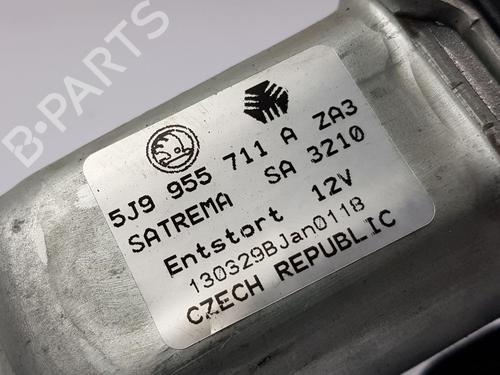 B-PARTS
5J9 955 711 A ZA3
SATREMA SA 3210
Entstort 12V
130329BJan0118
CZECH REPUBLIC